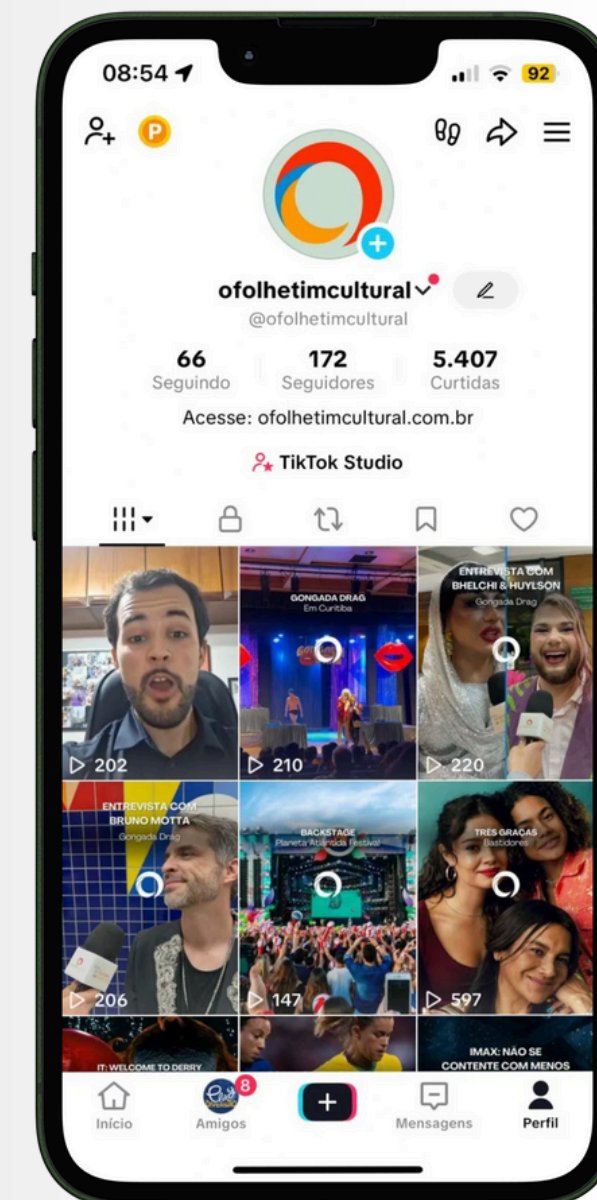 08:54
92
P
ofolhetimcultural
@ofolhetimcultural
66 172 5.407
Seguindo Seguidores Curtidas
Acesse: ofolhetimcultural.com.br
TikTok Studio
GONGADA DRAG
Em Curitiba
ENTREVISTA COM
BHELCHI & HUYLSON
Gongada Drag
202 210 220
ENTREVISTA COM
BRUNO MOTTA
Gongada Drag
BACKSTAGE
Planeta Atlântida Festival
TRES GRAÇAS
Bastidores
206 147 597
IT: WELCOME TO DERRY
IMAX: NÃO SE
CONTENTE COM MENOS
8
Início Amigos Mensagens Perfil